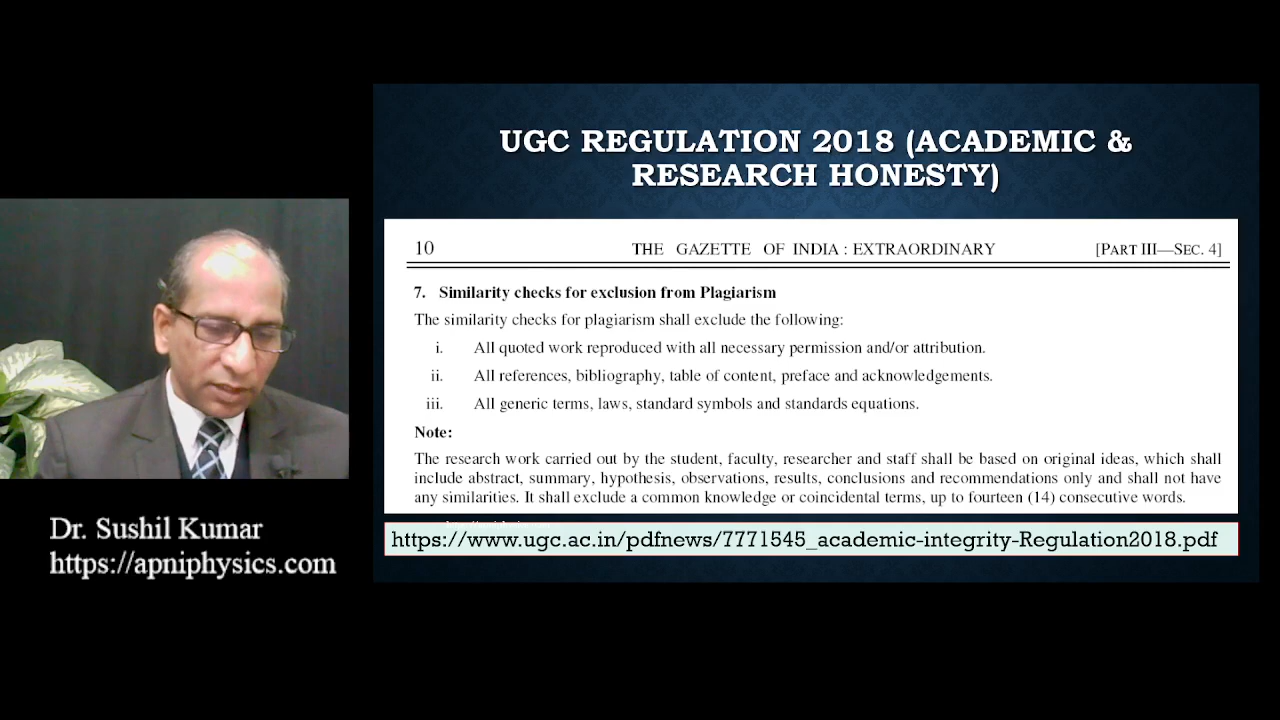 UGC REGULATION 2018 (ACADEMIC &
RESEARCH HONESTY)
10 THE GAZETTE OF INDIA : EXTRAORDINARY [PART III—SEC. 4]
7. Similarity checks for exclusion from Plagiarism
The similarity checks for plagiarism shall exclude the following:
i. All quoted work reproduced with all necessary permission and/or attribution.
ii. All references, bibliography, table of content, preface and acknowledgements.
iii. All generic terms, laws, standard symbols and standards equations.
Note:
The research work carried out by the student, faculty, researcher and staff shall be based on original ideas, which shall
include abstract, summary, hypothesis, observations, results, conclusions and recommendations only and shall not have
any similarities. It shall exclude a common knowledge or coincidental terms, up to fourteen (14) consecutive words.
https://www.ugc.ac.in/pdfnews/7771545_academic-integrity-Regulation2018.pdf
Dr. Sushil Kumar
https://apniphysics.com